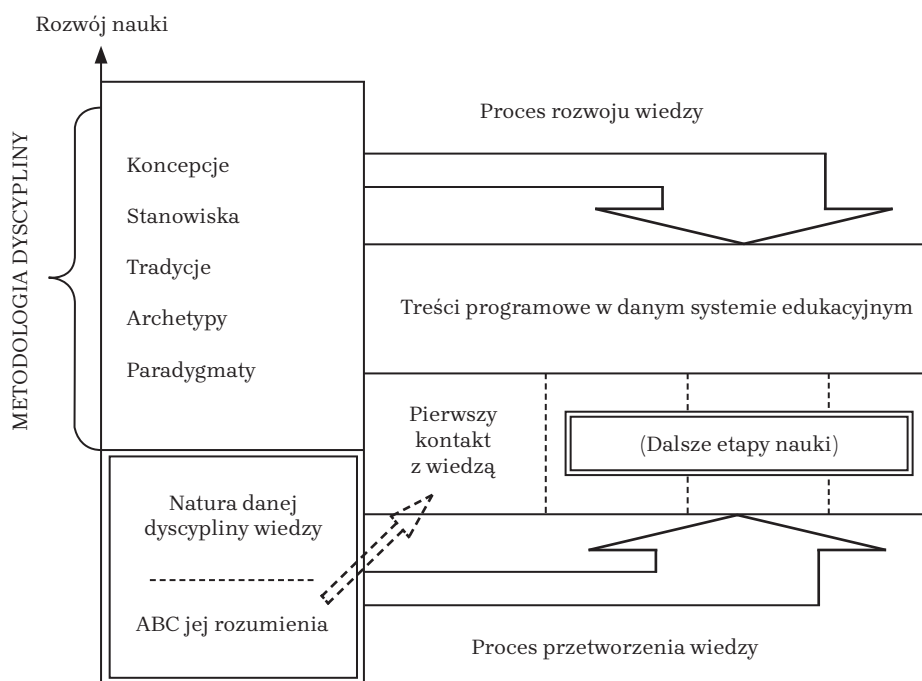 Rozwój nauki
METODOLOGIA DYSCYPLINY
Koncepcje
Stanowiska
Tradycje
Archetypy
Paradygmaty
Proces rozwoju wiedzy
Treści programowe w danym systemie edukacyjnym
Pierwszy
kontakt
z wiedzą
(Dalsze etapy nauki)
Natura danej
dyscypliny wiedzy
ABC jej rozumienia
Proces przetworzenia wiedzy